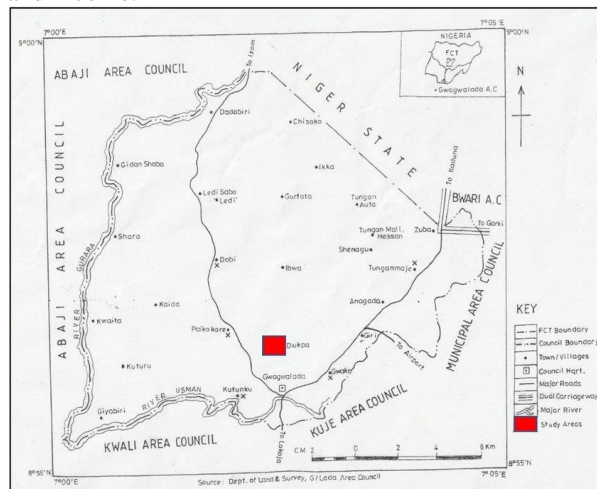 7°00'E
7°05'E
9°00'N
9°00'N
NIGERIA
FCT
Gwagwalada A.C
N
ABAJI AREA COUNCIL
To Izom
NIGER STATE
Dadabiri
Chisoko
To Kaduna
Gidan Shaba
Ikka
BWARI A.C
ABAJI AREA COUNCIL
Ledi Sabo
Ledi
Gurfata
Tungan
Auta
To Garki
Tungan Mall.
Hassan
Zuba
Shara
Shenagu
GURARA
RIVER
Dobi
Ibwa
Tunganmaje
MUNICIPAL AREA COUNCIL
Kaida
Anagada
Kwaita
Paikokore
Giri
Dukpa
To Airport
Kuturu
Gwagwalada
Gwako
Kutunku
RIVER USMAN
Giyabiri
KUJE AREA COUNCIL
KWALI AREA COUNCIL
To Lokoja
KEY
FCT Boundary
Council Boundary
Town/Villages
Council Hqrt.
Major Roads
Dual Carriageway
Major River
Study Areas
CM 2 0 2 4 6 Km
8°55'N
8°55'N
7°00'E
7°05'E
Source: Dept. of Land & Survey, G/Lada Area Council